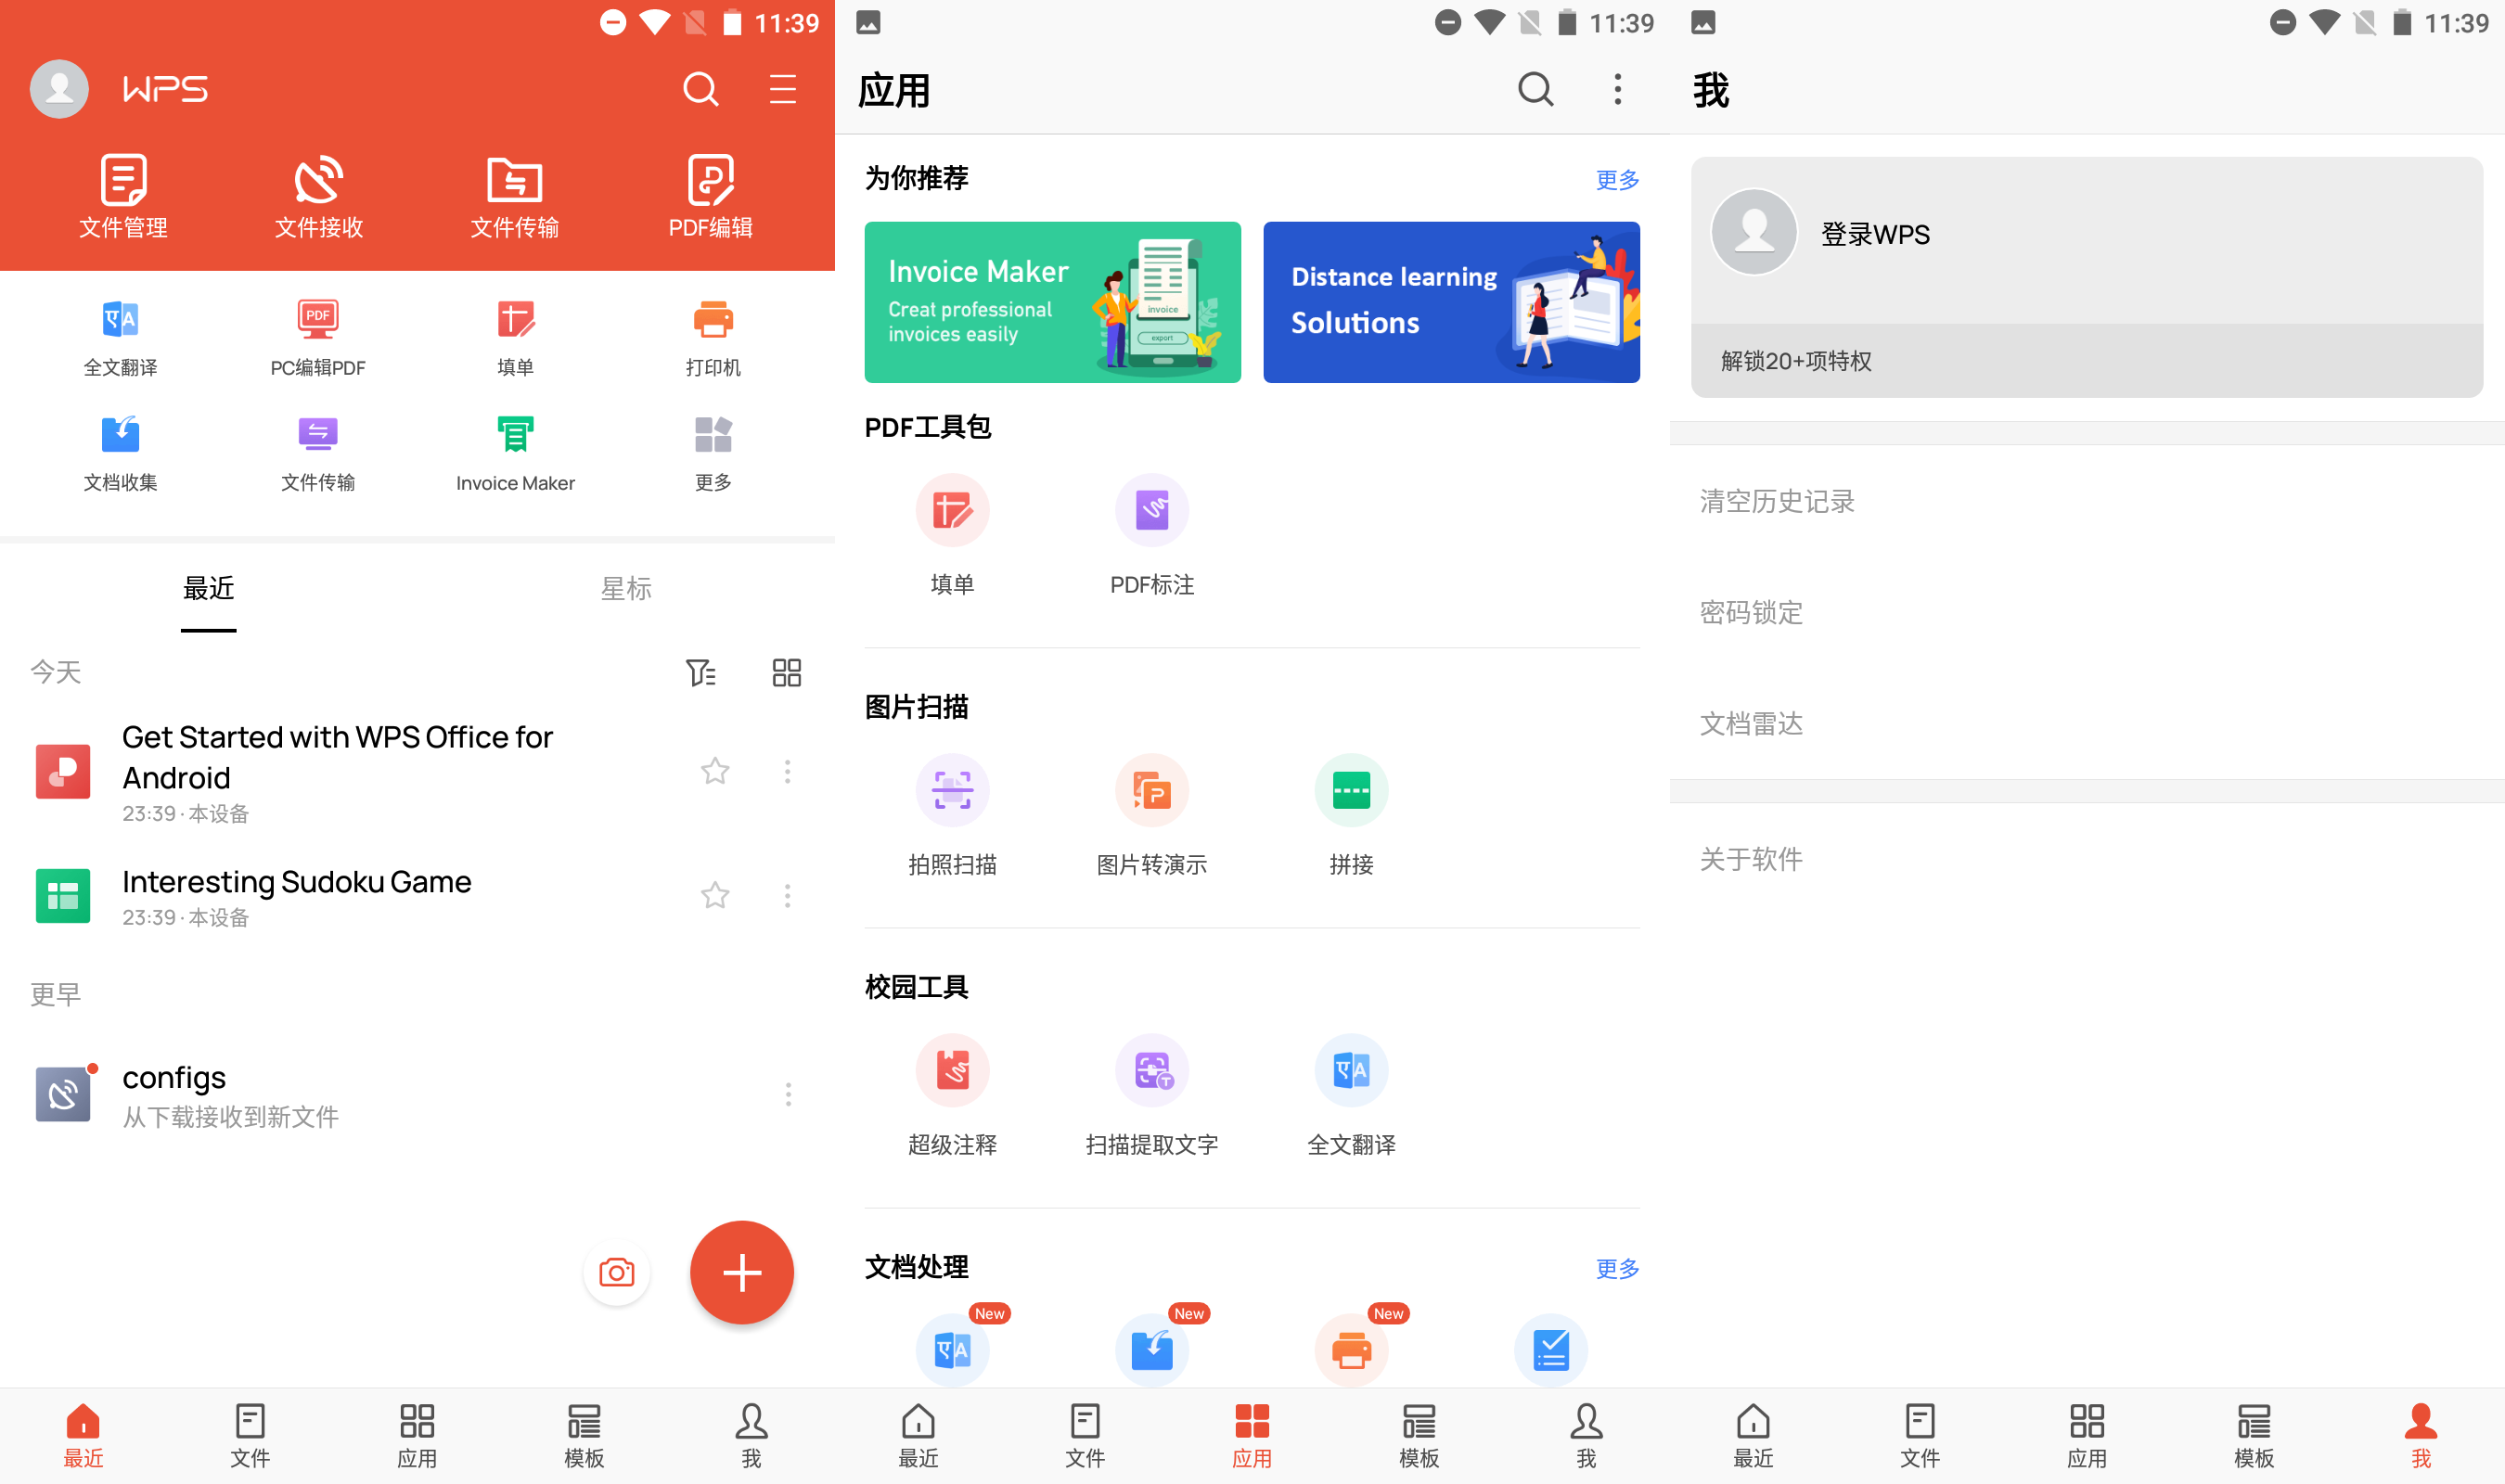 11:39
WPS
文件管理
文件接收
文件传输
PDF编辑
全文翻译
PC编辑PDF
填单
打印机
文档收集
文件传输
Invoice Maker
更多
最近
星标
今天
Get Started with WPS Office for
Android
23:39 · 本设备
Interesting Sudoku Game
23:39 · 本设备
更早
configs
从下载接收到新文件
最近
文件
应用
模板
我
11:39
应用
为你推荐
更多
Invoice Maker
Creat professional
invoices easily
invoice
export
Distance learning
Solutions
PDF工具包
填单
PDF标注
图片扫描
拍照扫描
图片转演示
拼接
校园工具
超级注释
扫描提取文字
全文翻译
文档处理
更多
New
New
New
最近
文件
应用
模板
我
11:39
我
登录WPS
解锁20+项特权
清空历史记录
密码锁定
文档雷达
关于软件
最近
文件
应用
模板
我